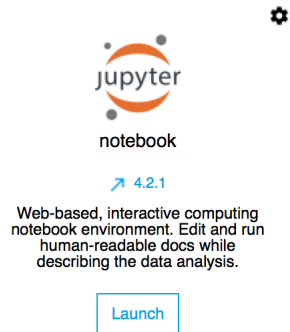 jupyter
notebook
4.2.1
Web-based, interactive computing
notebook environment. Edit and run
human-readable docs while
describing the data analysis.
Launch